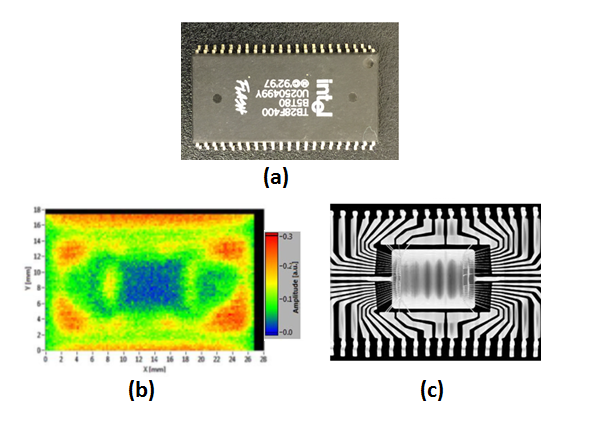 intel
TB28F400
B5T80
U0250499Y
Ⓜ©'92'97
Flash
(a)
18
16
14
12
10
8
6
4
2
0
Y [mm]
0 2 4 6 8 10 12 14 16 18 20 22 24 26 28
X [mm]
0.3
0.2
0.1
0.0
Amplitude [a.u.]
(b)
(c)